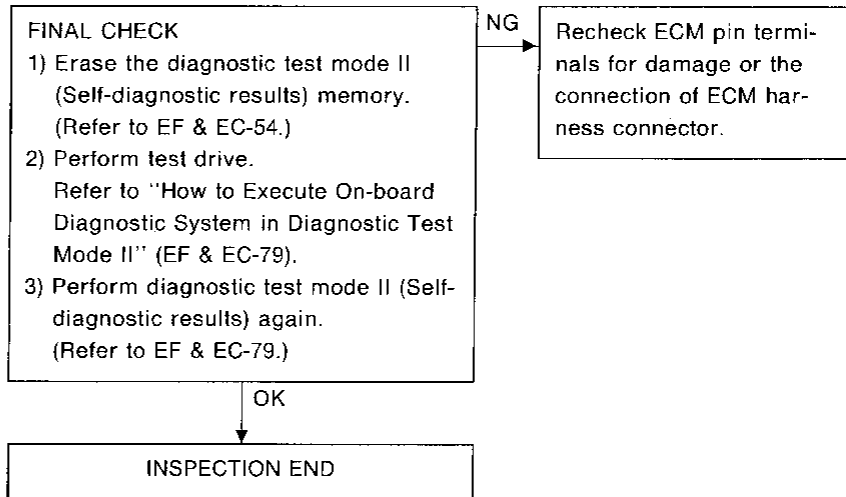 FINAL CHECK
1) Erase the diagnostic test mode II
(Self-diagnostic results) memory.
(Refer to EF & EC-54.)
2) Perform test drive.
Refer to "How to Execute On-board
Diagnostic System in Diagnostic Test
Mode II" (EF & EC-79).
3) Perform diagnostic test mode II (Self-
diagnostic results) again.
(Refer to EF & EC-79.)
NG
Recheck ECM pin termi-
nals for damage or the
connection of ECM har-
ness connector.
OK
INSPECTION END